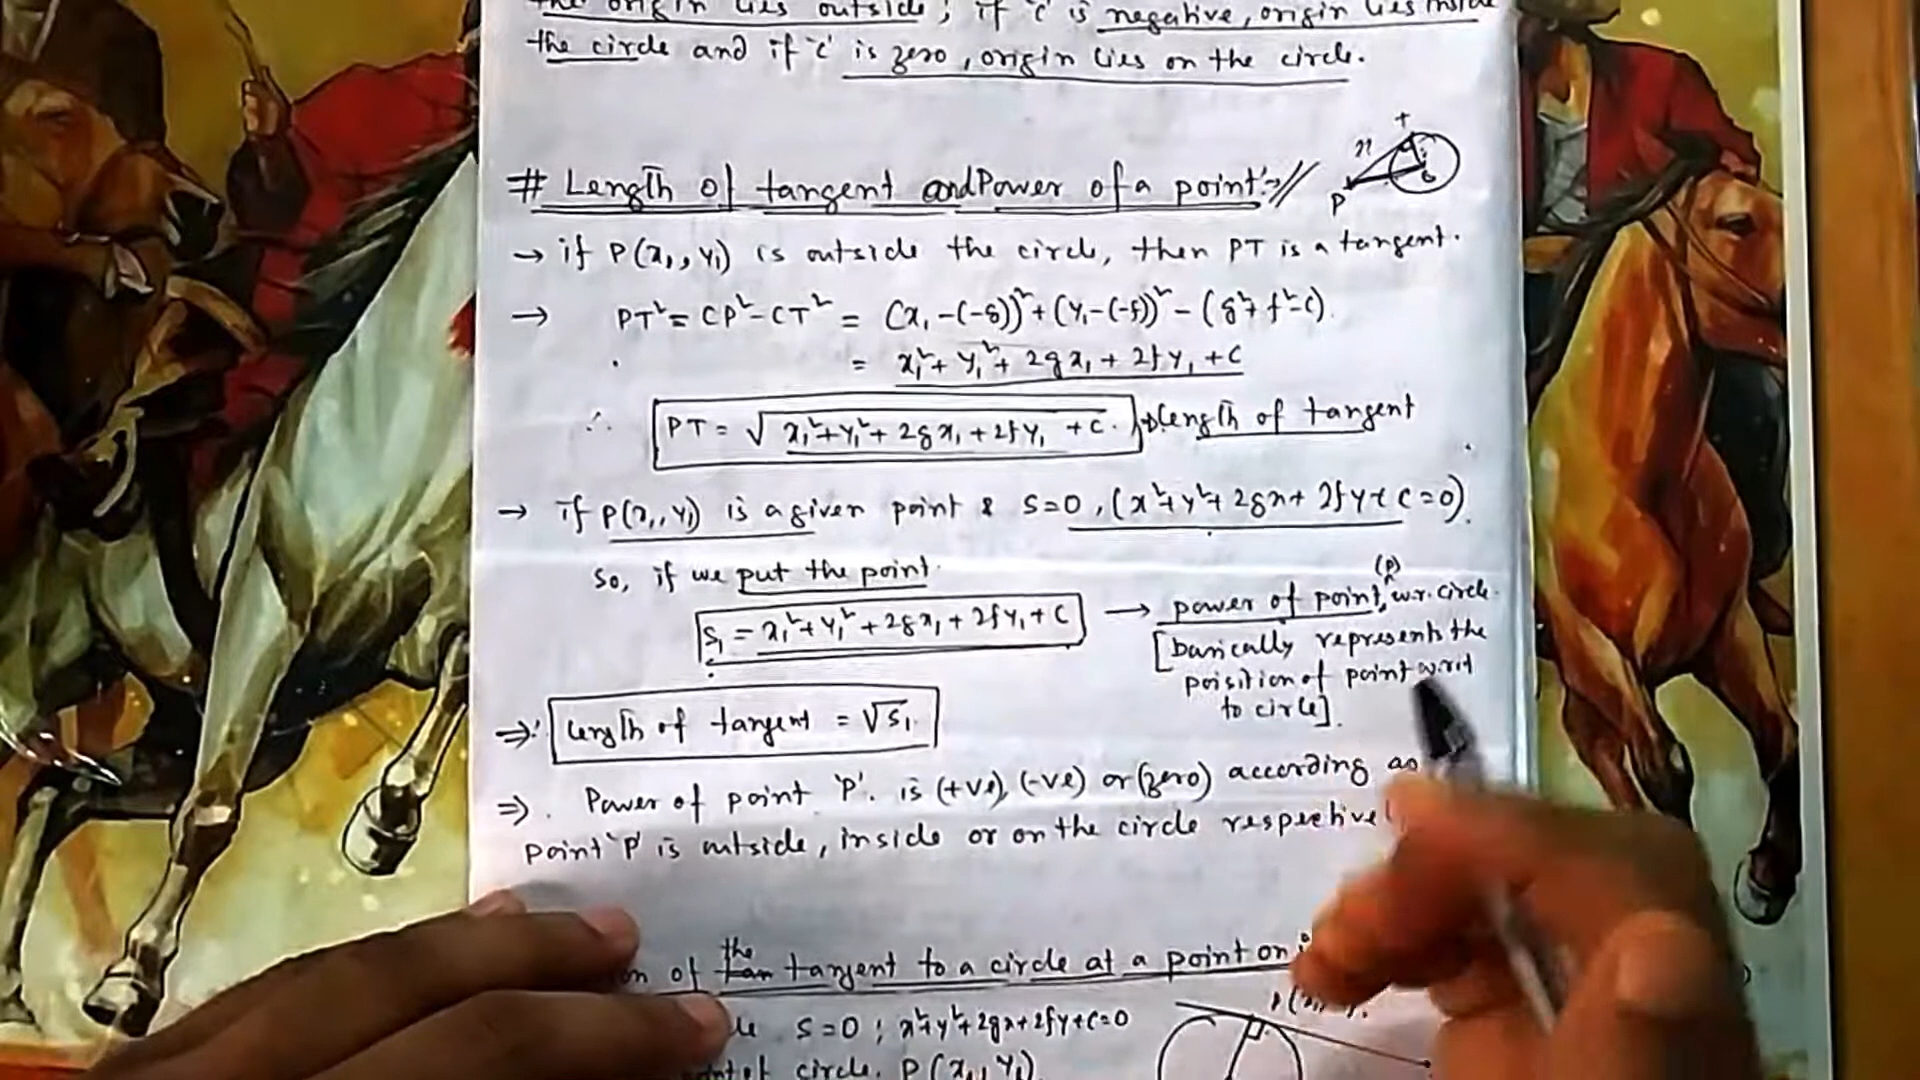 the origin lies outside; if 'c' is negative, origin lies inside
the circle and if 'c' is zero, origin lies on the circle.
# Length of tangent and Power of a point:-//
T
P
→ if P(x₁, y₁) is outside the circle, then PT is a tangent.
→ PT² = CP² - CT² = (x₁ - (-g))² + (y₁ - (-f))² - (g² + f² - c).
= x₁² + y₁² + 2gx₁ + 2fy₁ + c
∴ PT = √x₁² + y₁² + 2gx₁ + 2fy₁ + c. → length of tangent
→ if P(x₁, y₁) is a given point & S=0, (x² + y² + 2gx + 2fy + c = 0).
So, if we put the point.
S₁ = x₁² + y₁² + 2gx₁ + 2fy₁ + c → power of point (P) w.r. circle.
[basically represents the
poisition of point w.r.t
to circle].
⇒ Length of tangent = √S₁.
⇒. Power of point 'P'. is (+ve), (-ve) or (zero) according as
point 'P' is outside, inside or on the circle
on of the tangent to a circle at a point on
S=0; x² + y² + 2gx + 2fy + c = 0
circle. P(x₁, y₁)